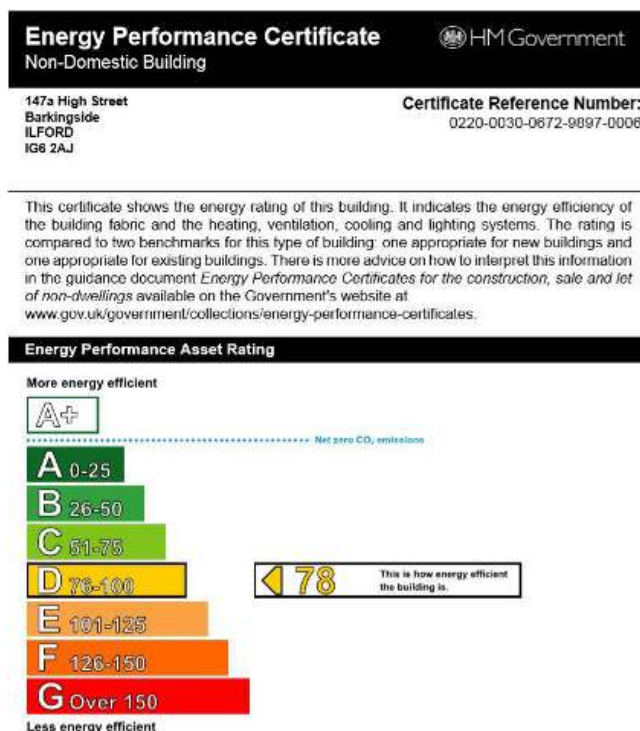 Energy Performance Certificate
HM Government
Non-Domestic Building
147a High Street
Barkingside
ILFORD
IG6 2AJ
Certificate Reference Number:
0220-0030-0672-9897-0006
This certificate shows the energy rating of this building. It indicates the energy efficiency of
the building fabric and the heating, ventilation, cooling and lighting systems. The rating is
compared to two benchmarks for this type of building: one appropriate for new buildings and
one appropriate for existing buildings. There is more advice on how to interpret this information
in the guidance document Energy Performance Certificates for the construction, sale and let
of non-dwellings available on the Government's website at
www.gov.uk/government/collections/energy-performance-certificates.
Energy Performance Asset Rating
More energy efficient
A+
Net zero CO₂ emissions
A 0-25
B 26-50
C 51-75
D 76-100
78
This is how energy efficient
the building is.
E 101-125
F 126-150
G Over 150
Less energy efficient